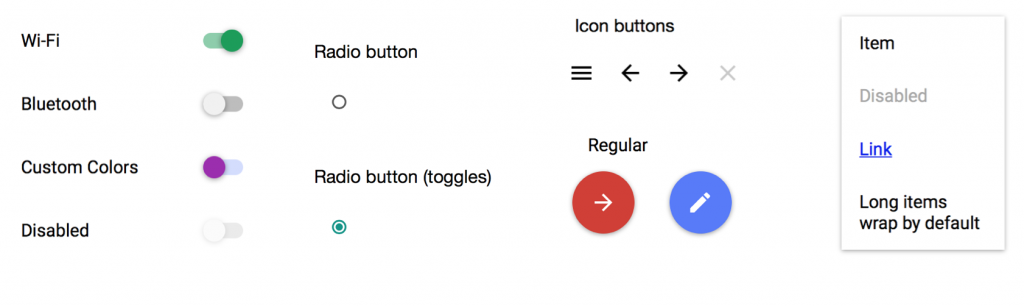 Wi-Fi
Bluetooth
Custom Colors
Disabled
Radio button
Radio button (toggles)
Icon buttons
Regular
Item
Disabled
Link
Long items
wrap by default